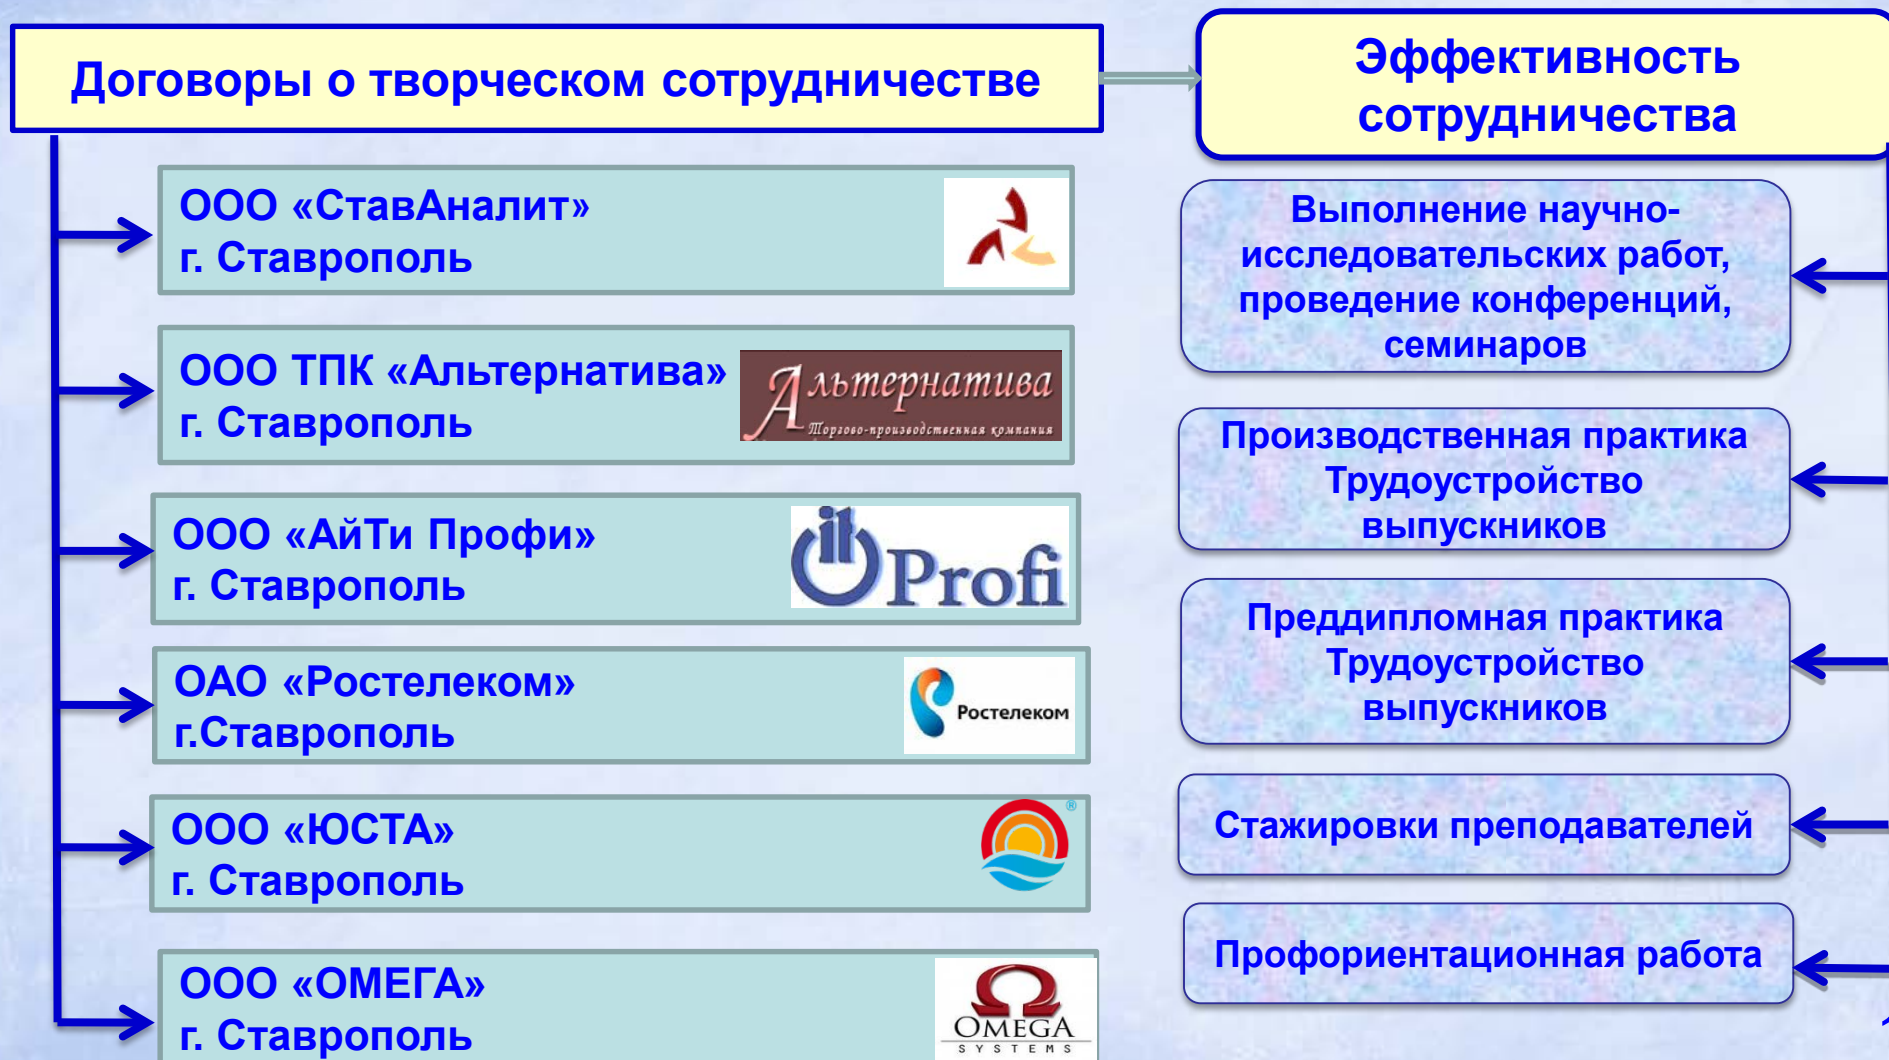 Договоры о творческом сотрудничестве
ООО «СтавАналит»
г. Ставрополь
ООО ТПК «Альтернатива»
г. Ставрополь
Альтернатива
Торгово-производственная компания
ООО «АйТи Профи»
г. Ставрополь
it
Profi
ОАО «Ростелеком»
г.Ставрополь
Ростелеком
ООО «ЮСТА»
г. Ставрополь
®
ООО «ОМЕГА»
г. Ставрополь
OMEGA
SYSTEMS
Эффективность
сотрудничества
Выполнение научно-
исследовательских работ,
проведение конференций,
семинаров
Производственная практика
Трудоустройство
выпускников
Преддипломная практика
Трудоустройство
выпускников
Стажировки преподавателей
Профориентационная работа